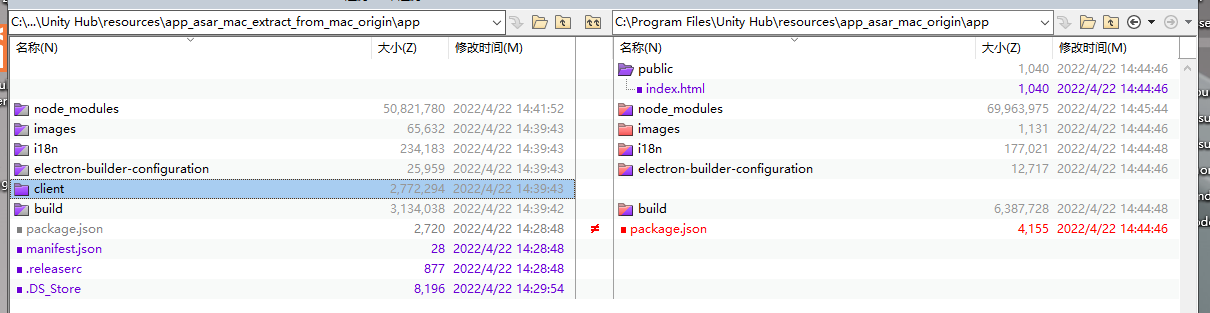 C:\...\Unity Hub\resources\app_asar_mac_extract_from_mac_origin\app
C:\Program Files\Unity Hub\resources\app_asar_mac_origin\app
名称(N) 大小(Z) 修改时间(M)
名称(N) 大小(Z) 修改时间(M)
public 1,040 2022/4/22 14:44:46
index.html 1,040 2022/4/22 14:44:46
node_modules 50,821,780 2022/4/22 14:41:52 node_modules 69,963,975 2022/4/22 14:45:44
images 65,632 2022/4/22 14:39:43 images 1,131 2022/4/22 14:44:46
i18n 234,183 2022/4/22 14:39:43 i18n 177,021 2022/4/22 14:44:48
electron-builder-configuration 25,959 2022/4/22 14:39:43 electron-builder-configuration 12,717 2022/4/22 14:44:46
client 2,772,294 2022/4/22 14:39:43
build 3,134,038 2022/4/22 14:39:42 build 6,387,728 2022/4/22 14:44:48
package.json 2,720 2022/4/22 14:28:48 ≠ package.json 4,155 2022/4/22 14:44:46
manifest.json 28 2022/4/22 14:28:48
.releaserc 877 2022/4/22 14:28:48
.DS_Store 8,196 2022/4/22 14:29:54